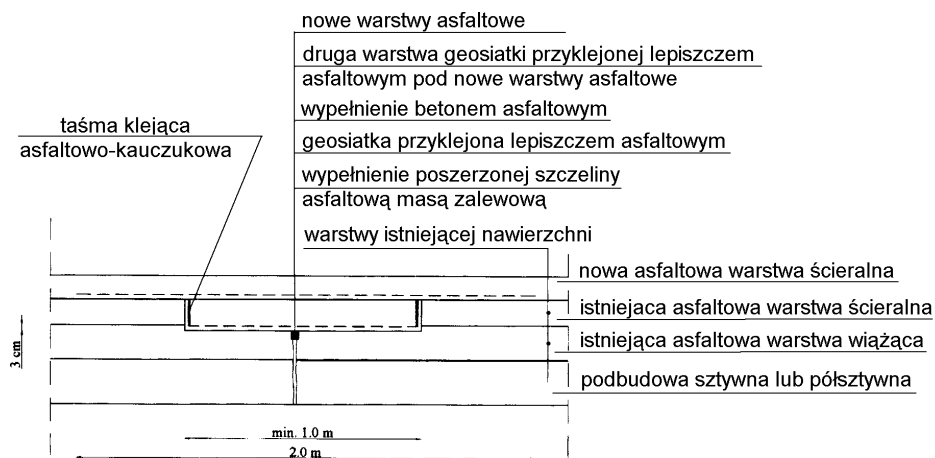 nowe warstwy asfaltowe
druga warstwa geosiatki przyklejonej lepiszczem
asfaltowym pod nowe warstwy asfaltowe
wypełnienie betonem asfaltowym
geosiatka przyklejona lepiszczem asfaltowym
wypełnienie poszerzonej szczeliny
asfaltową masą zalewową
warstwy istniejącej nawierzchni
taśma klejąca
asfaltowo-kauczukowa
nowa asfaltowa warstwa ścieralna
istniejaca asfaltowa warstwa ścieralna
istniejąca asfaltowa warstwa wiążąca
podbudowa sztywna lub półsztywna
3 cm
min. 1.0 m
2.0 m